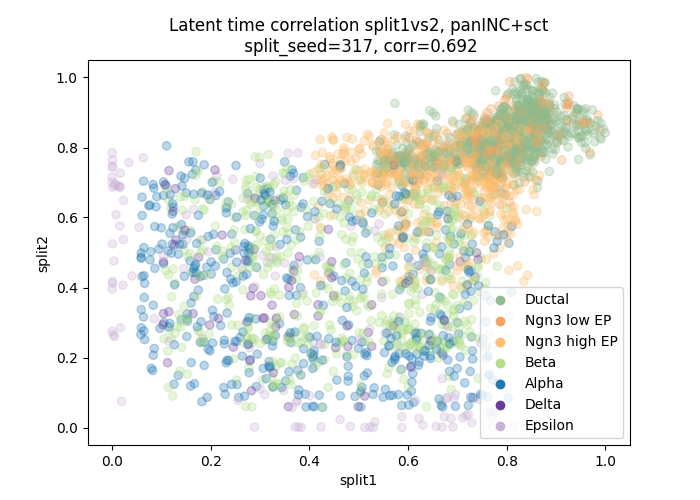 Latent time correlation split1vs2, panINC+sct
split_seed=317, corr=0.692
split2
1.0
0.8
0.6
0.4
0.2
0.0
Ductal
Ngn3 low EP
Ngn3 high EP
Beta
Alpha
Delta
Epsilon
0.0 0.2 0.4 0.6 0.8 1.0
split1